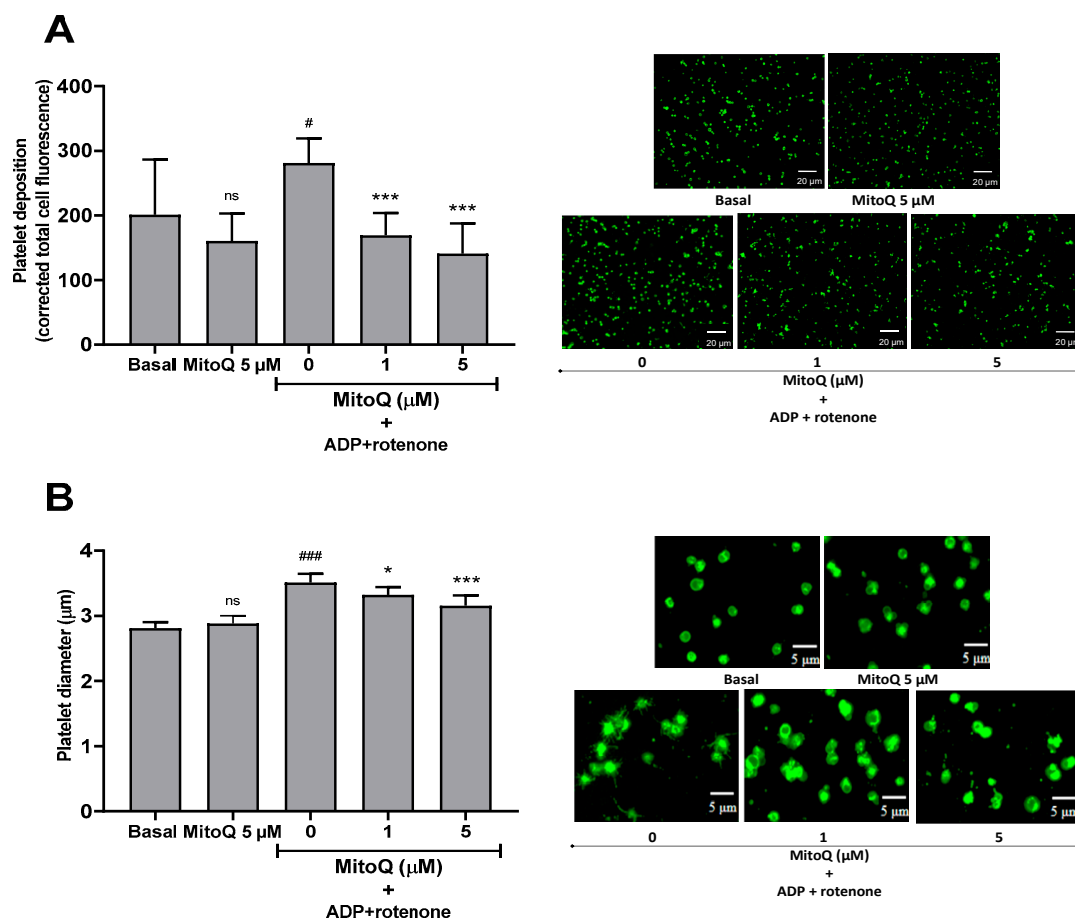 A
Platelet deposition
(corrected total cell fluorescence)
400
300
200
100
0
ns
#
***
***
Basal MitoQ 5 µM 0 1 5
MitoQ (μM)
+
ADP+rotenone
20 µm
20 µm
Basal MitoQ 5 µM
20 µm
20 µm
20 µm
0 1 5
MitoQ (µM)
+
ADP + rotenone
B
Platelet diameter (μm)
4
3
2
1
0
ns
###
*
***
Basal MitoQ 5 µM 0 1 5
MitoQ (μM)
+
ADP+rotenone
5 µm
5 µm
Basal MitoQ 5 µM
5 µm
5 µm
5 µm
0 1 5
MitoQ (µM)
+
ADP + rotenone